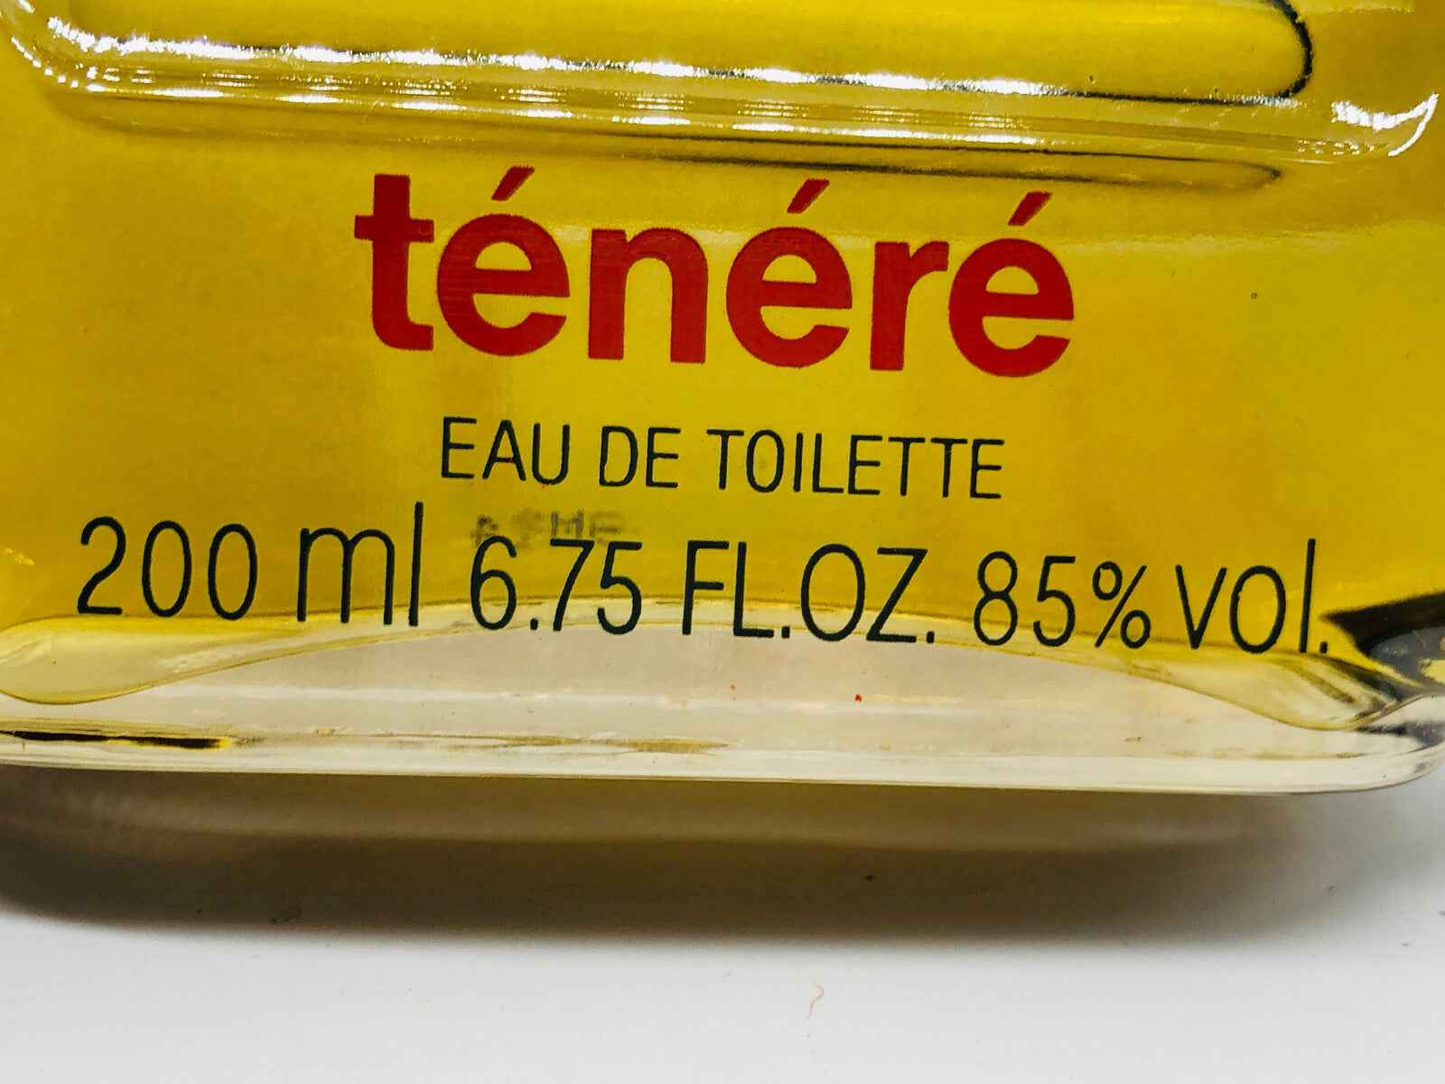 ténéré
EAU DE TOILETTE
200 ml 6.75 FL.OZ. 85% VOl.